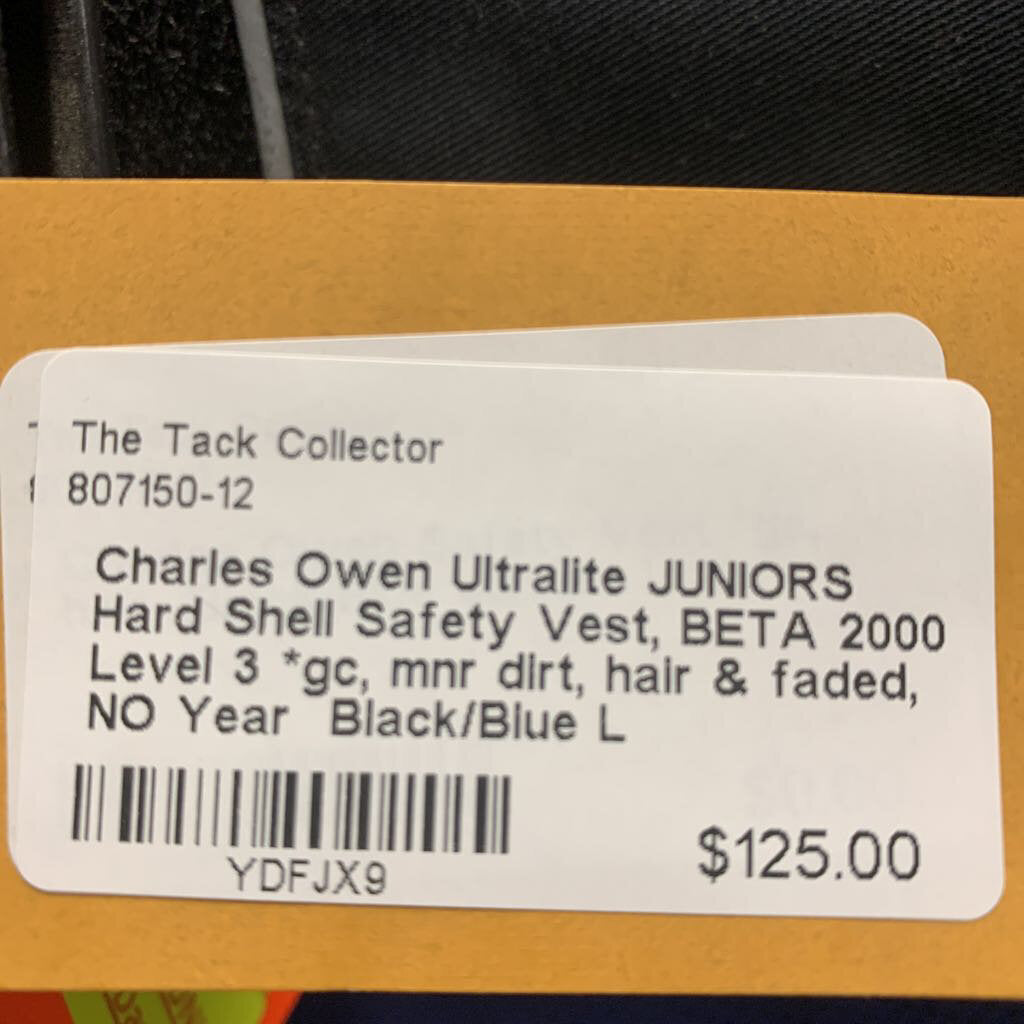 The Tack Collector
807150-12
Charles Owen Ultralite JUNIORS
Hard Shell Safety Vest, BETA 2000
Level 3 *gc, mnr dirt, hair & faded,
NO Year Black/Blue L
YDFJX9
$125.00